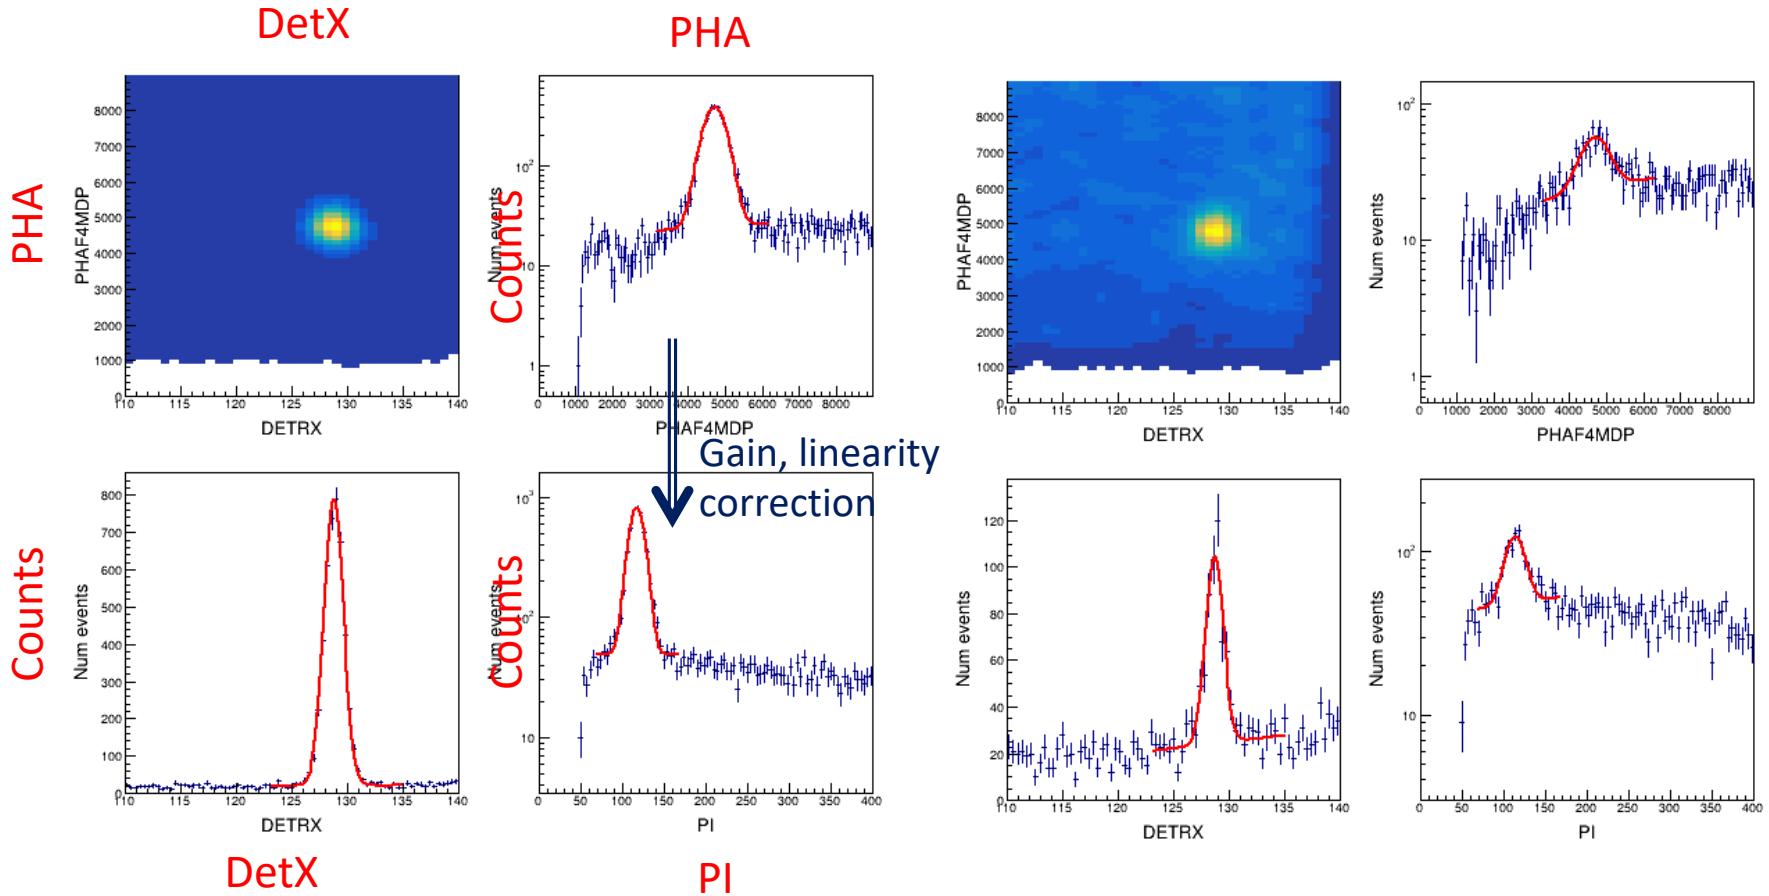 DetX
PHA
PHA
PHAF4MDP
8000
7000
6000
5000
4000
3000
2000
1000
0
110 115 120 125 130 135 140
DETRX
Counts
Num events
10²
10
1
0 1000 2000 3000 4000 5000 6000 7000 8000
PHAF4MDP
PHAF4MDP
8000
7000
6000
5000
4000
3000
2000
1000
0
110 115 120 125 130 135 140
DETRX
Num events
10²
10
1
0 1000 2000 3000 4000 5000 6000 7000 8000
PHAF4MDP
Gain, linearity
correction
Counts
Num events
800
700
600
500
400
300
200
100
0
110 115 120 125 130 135 140
DETRX
DetX
Counts
Num events
10³
10²
10
0 50 100 150 200 250 300 350 400
PI
PI
Num events
120
100
80
60
40
20
0
110 115 120 125 130 135 140
DETRX
Num events
10²
10
0 50 100 150 200 250 300 350 400
PI